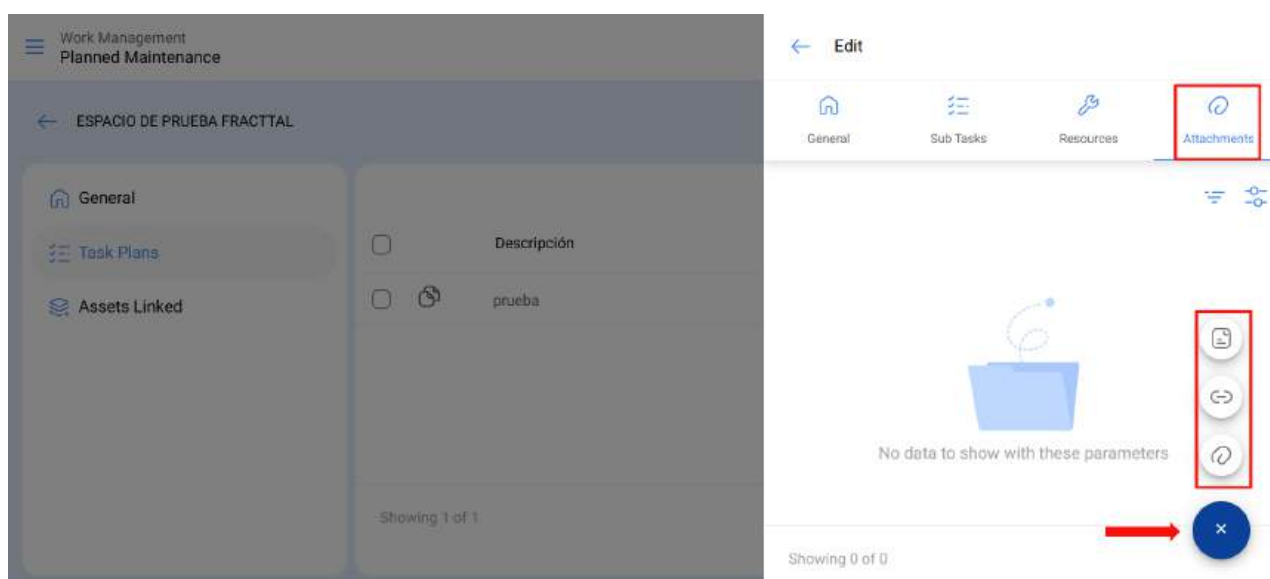 Work Management
Planned Maintenance
ESPACIO DE PRUEBA FRACTTAL
General
Task Plans
Assets Linked
Descripción
prueba
Showing 1 of 1
Edit
General
Sub Tasks
Resources
Attachments
No data to show with these parameters
Showing 0 of 0